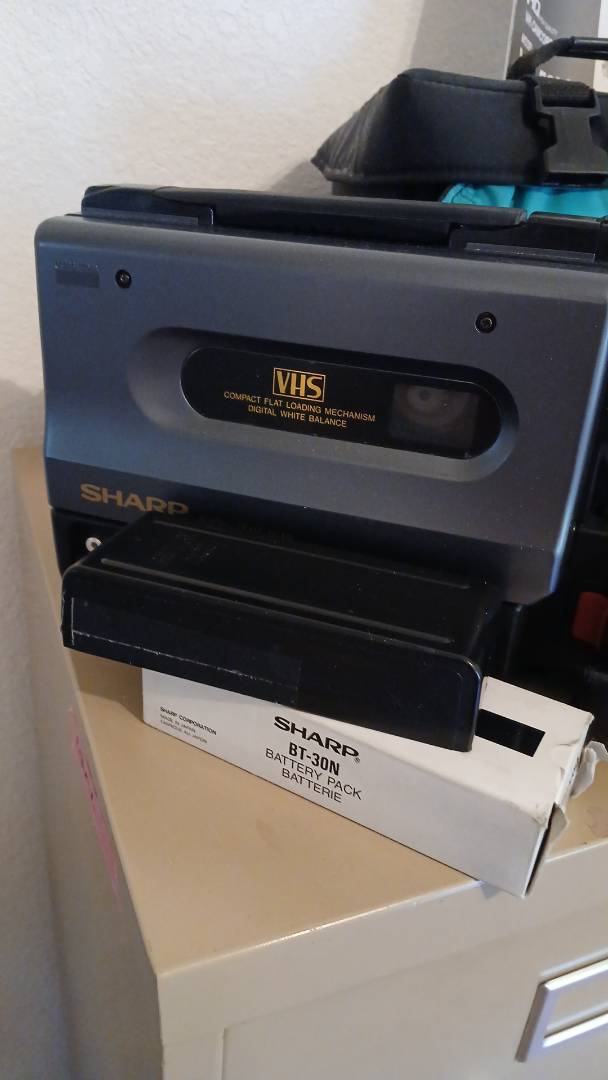 VHS
COMPACT FLAT LOADING MECHANISM
DIGITAL WHITE BALANCE
SHARP
SHARP CORPORATION
MADE IN JAPAN
SHARP®
BT-30N
BATTERY PACK
BATTERIE